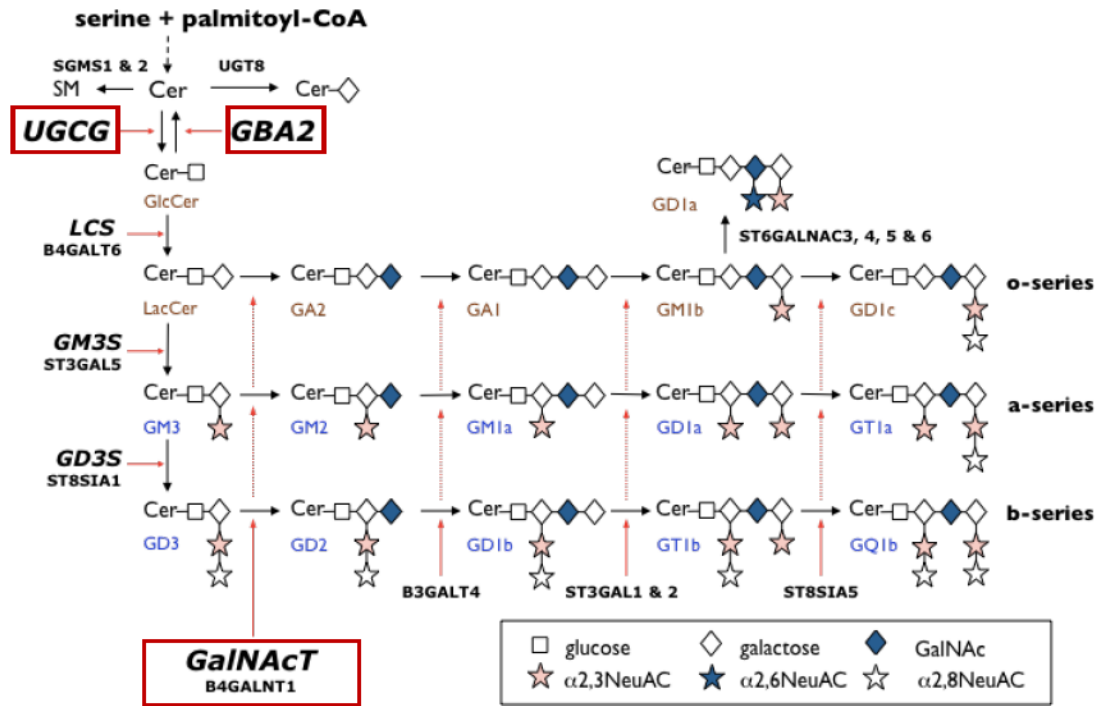 serine + palmitoyl-CoA
SGMS1 & 2
UGT8
SM
Cer
Cer
UGCG
GBA2
Cer
GlcCer
Cer
GD1a
LCS
B4GALT6
ST6GALNAC3, 4, 5 & 6
Cer
Cer
Cer
Cer
Cer
o-series
LacCer
GA2
GA1
GM1b
GD1c
GM3S
ST3GAL5
Cer
Cer
Cer
Cer
Cer
a-series
GM3
GM2
GM1a
GD1a
GT1a
GD3S
ST8SIA1
Cer
Cer
Cer
Cer
Cer
b-series
GD3
GD2
GD1b
GT1b
GQ1b
B3GALT4
ST3GAL1 & 2
ST8SIA5
GalNAcT
B4GALNT1
glucose
galactose
GalNAc
α2,3NeuAC
α2,6NeuAC
α2,8NeuAC